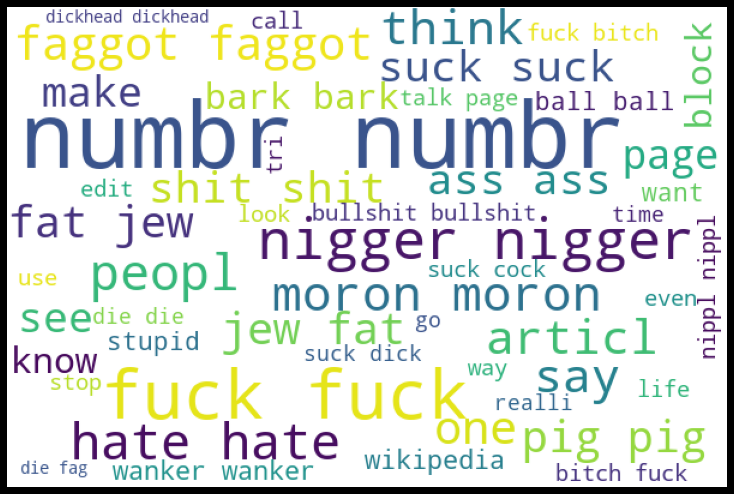 dickhead dickhead
call
think
faggot faggot
fuck bitch
block
suck suck
make
bark bark
talk page
ball ball
numbr numbr
tri
page
edit
shit shit
ass ass
want
fat jew
look
bullshit bullshit
time
nigger nigger
nippl nippl
peopl
suck cock
use
moron moron
even
see
die die
stupid
jew fat
go
articl
know
suck dick
way
say
stop
fuck fuck
realli
life
hate hate
one
pig pig
die fag
wanker wanker
wikipedia
bitch fuck